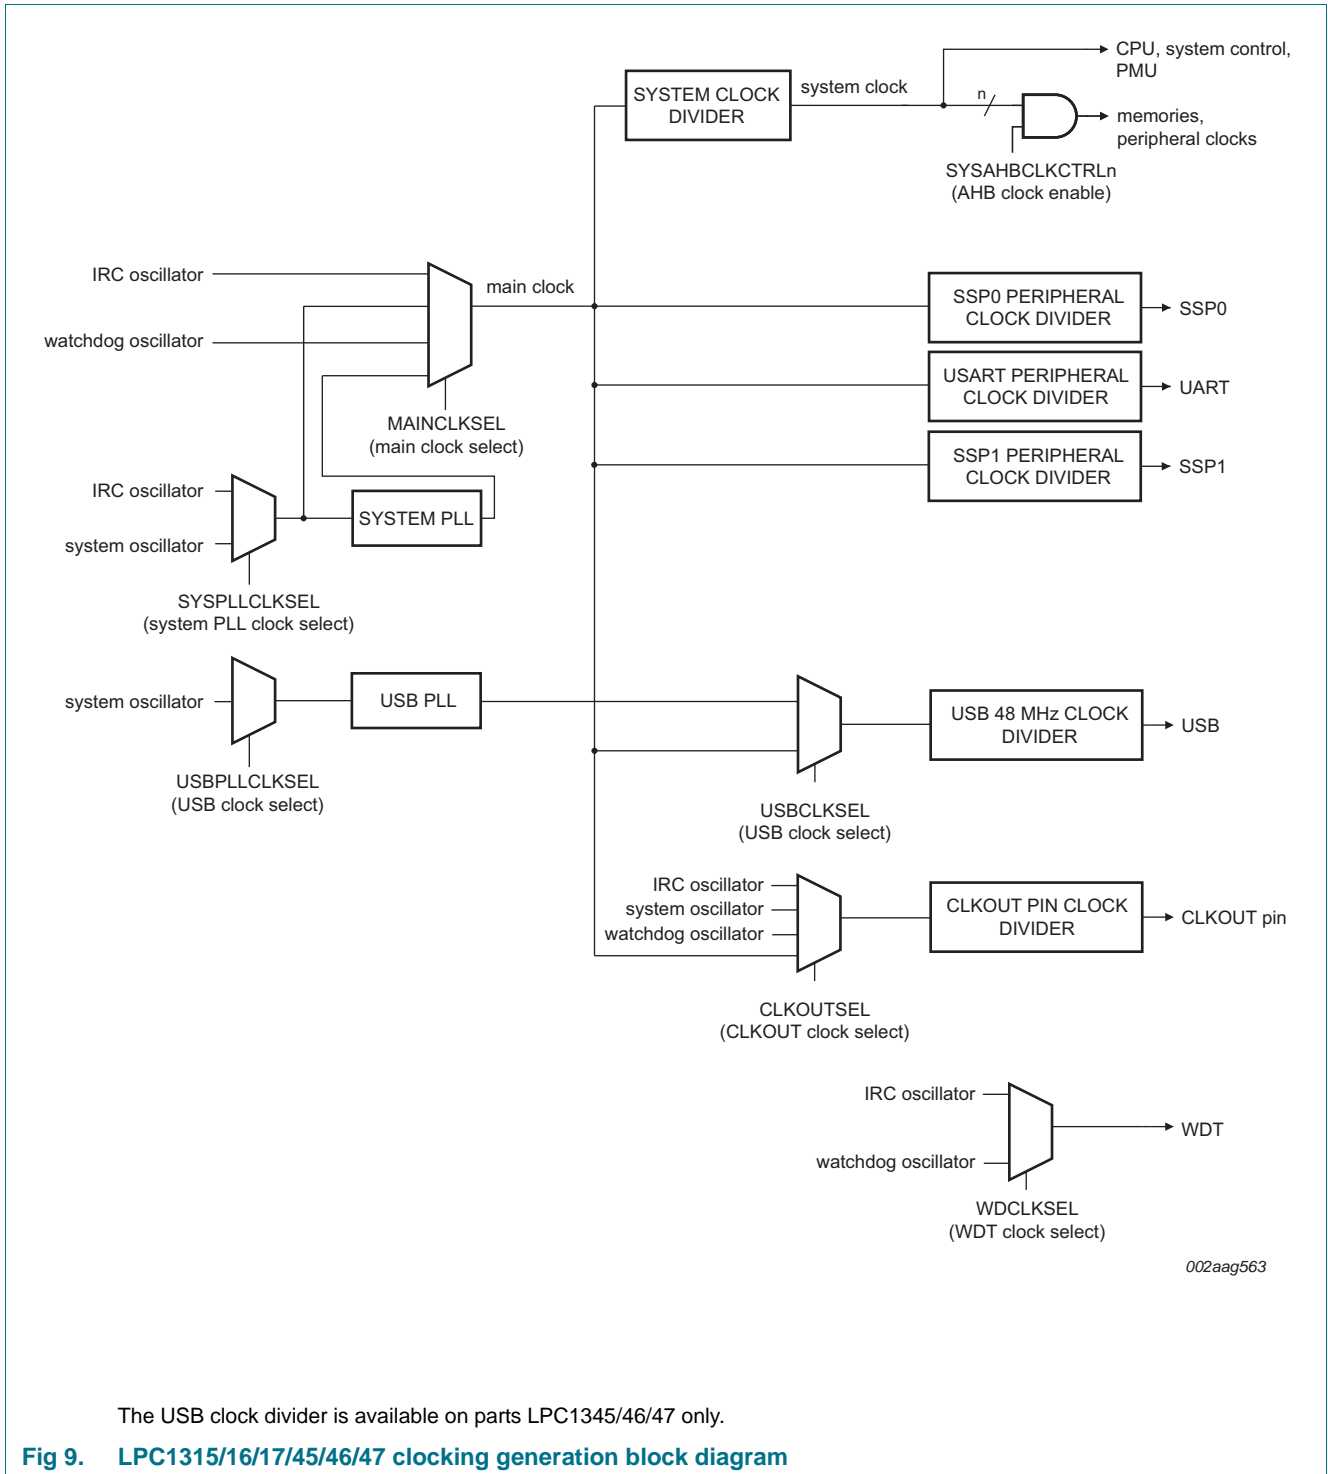 CPU, system control,
PMU
SYSTEM CLOCK
DIVIDER
system clock
n
memories,
peripheral clocks
SYSAHBCLKCTRLn
(AHB clock enable)
IRC oscillator
main clock
watchdog oscillator
MAINCLKSEL
(main clock select)
SSP0 PERIPHERAL
CLOCK DIVIDER
SSP0
USART PERIPHERAL
CLOCK DIVIDER
UART
SSP1 PERIPHERAL
CLOCK DIVIDER
SSP1
IRC oscillator
system oscillator
SYSTEM PLL
SYSPLLCLKSEL
(system PLL clock select)
system oscillator
USB PLL
USBPLLCLKSEL
(USB clock select)
USB 48 MHz CLOCK
DIVIDER
USB
USBCLKSEL
(USB clock select)
IRC oscillator
system oscillator
watchdog oscillator
CLKOUT PIN CLOCK
DIVIDER
CLKOUT pin
CLKOUTSEL
(CLKOUT clock select)
IRC oscillator
watchdog oscillator
WDT
WDCLKSEL
(WDT clock select)
002aag563
The USB clock divider is available on parts LPC1345/46/47 only.
Fig 9. LPC1315/16/17/45/46/47 clocking generation block diagram